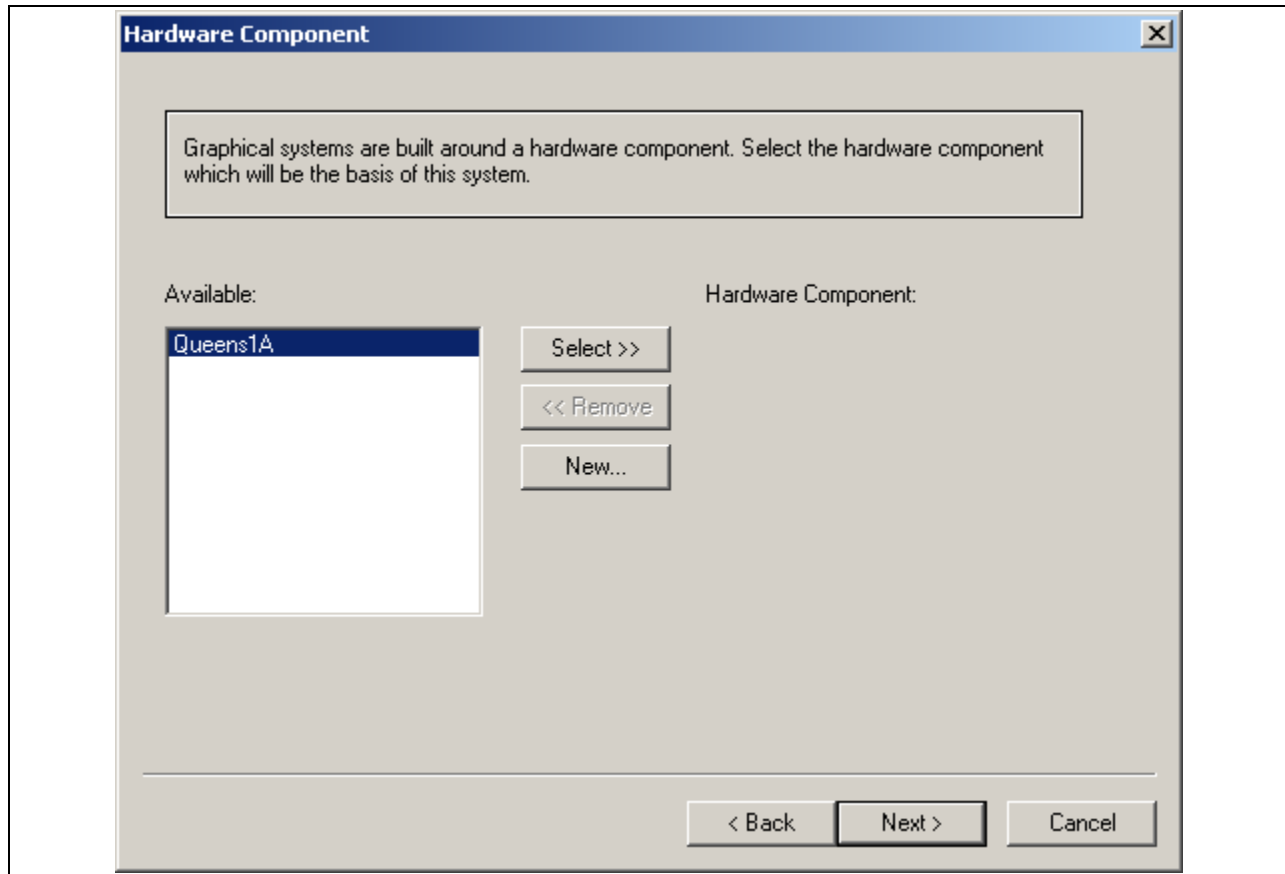 Hardware Component
Graphical systems are built around a hardware component. Select the hardware component
which will be the basis of this system.
Available:
Hardware Component:
Queens1A
Select >>
<< Remove
New...
< Back
Next >
Cancel